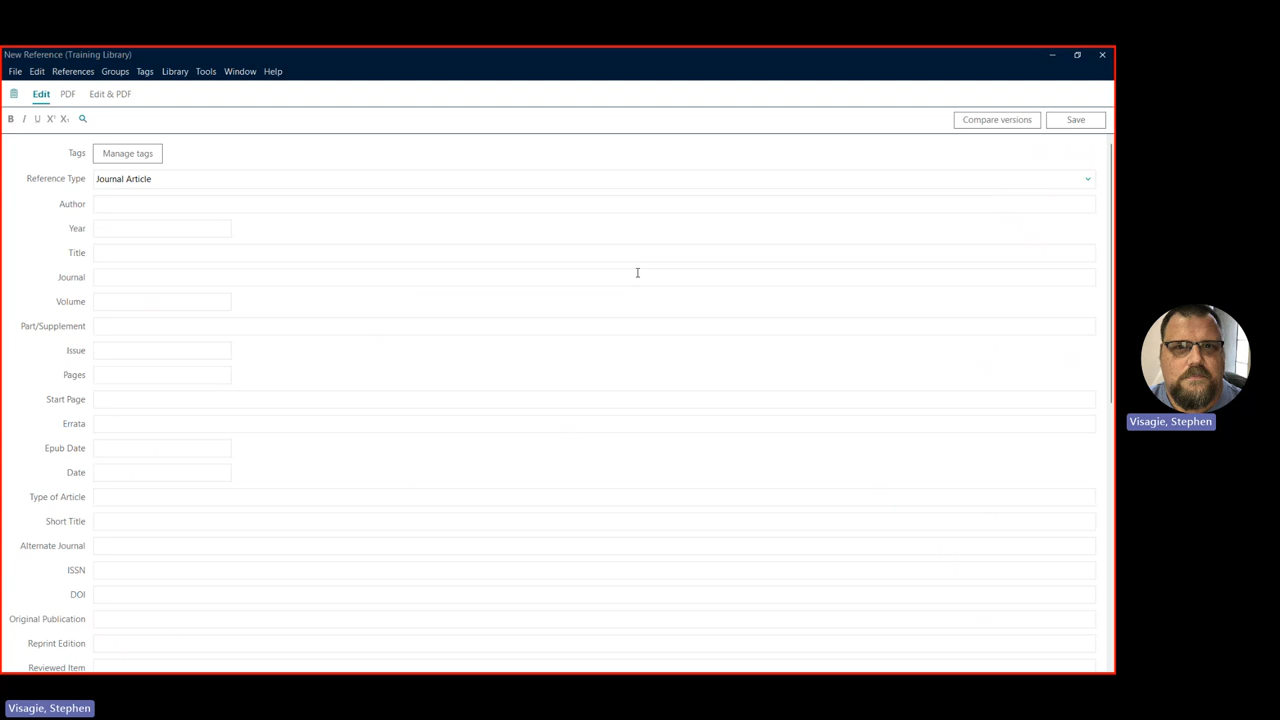 New Reference (Training Library)
File Edit References Groups Tags Library Tools Window Help
Edit PDF Edit & PDF
B I U X¹ X₁ Compare versions Save
Tags Manage tags
Reference Type Journal Article
Author
Year
Title
Journal
Volume
Part/Supplement
Issue
Pages
Start Page
Errata
Epub Date
Date
Type of Article
Short Title
Alternate Journal
ISSN
DOI
Original Publication
Reprint Edition
Reviewed Item
Visagie, Stephen
Visagie, Stephen